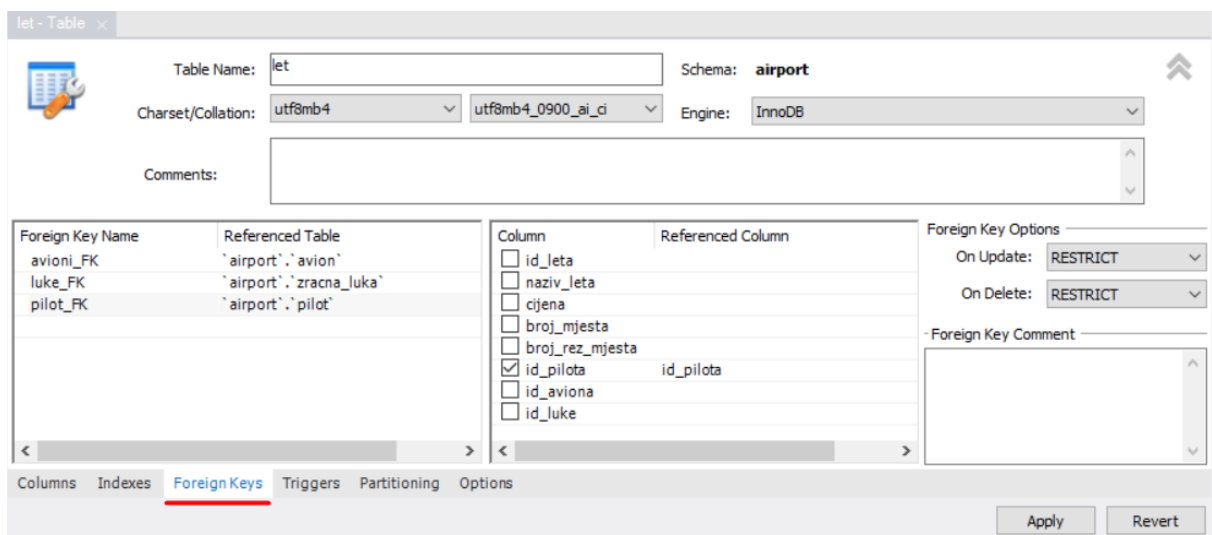 let - Table ×
Table Name: let Schema: airport
Charset/Collation: utf8mb4 utf8mb4_0900_ai_ci Engine: InnoDB
Comments:
Foreign Key Name Referenced Table
avioni_FK `airport`.`avion`
luke_FK `airport`.`zracna_luka`
pilot_FK `airport`.`pilot`
Column Referenced Column
id_leta
naziv_leta
cijena
broj_mjesta
broj_rez_mjesta
id_pilota id_pilota
id_aviona
id_luke
Foreign Key Options
On Update: RESTRICT
On Delete: RESTRICT
Foreign Key Comment
Columns Indexes Foreign Keys Triggers Partitioning Options
Apply Revert